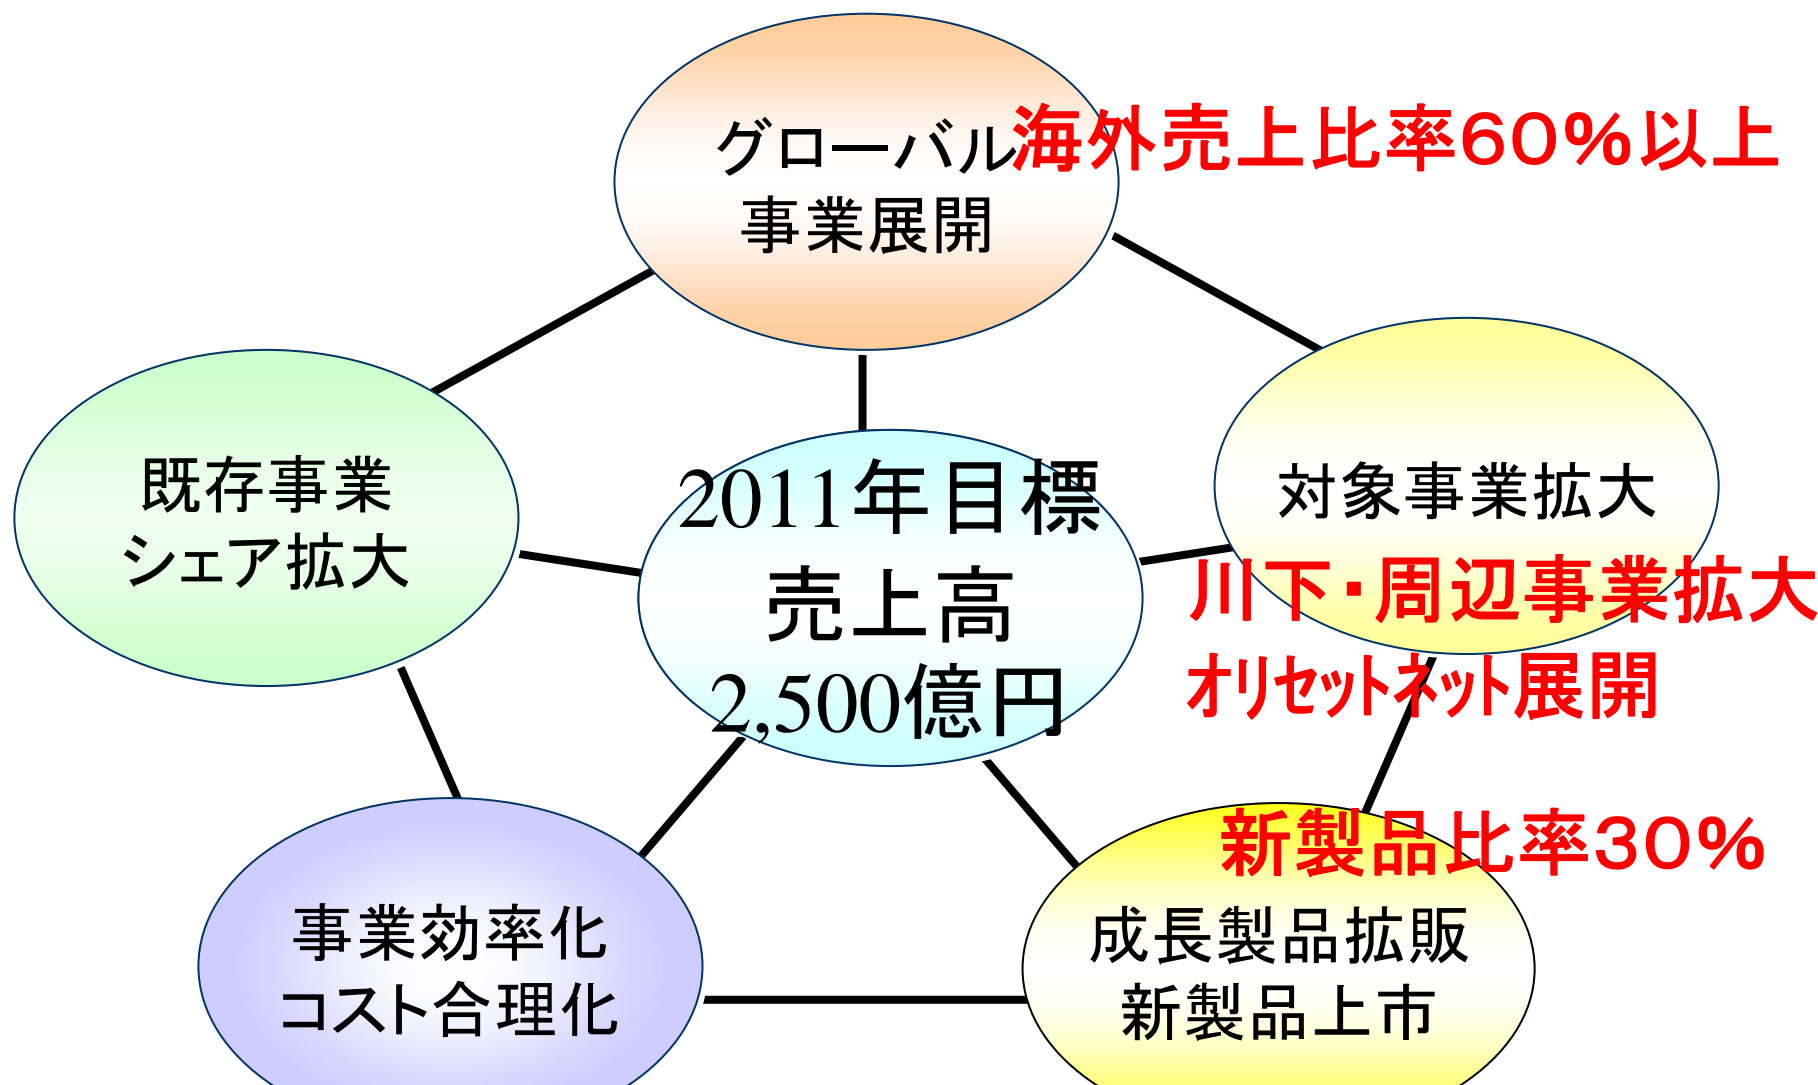 グローバル
事業展開
海外売上比率60%以上
既存事業
シェア拡大
2011年目標
売上高
2,500億円
対象事業拡大
川下・周辺事業拡大
オリセットネット展開
新製品比率30%
事業効率化
コスト合理化
成長製品拡販
新製品上市